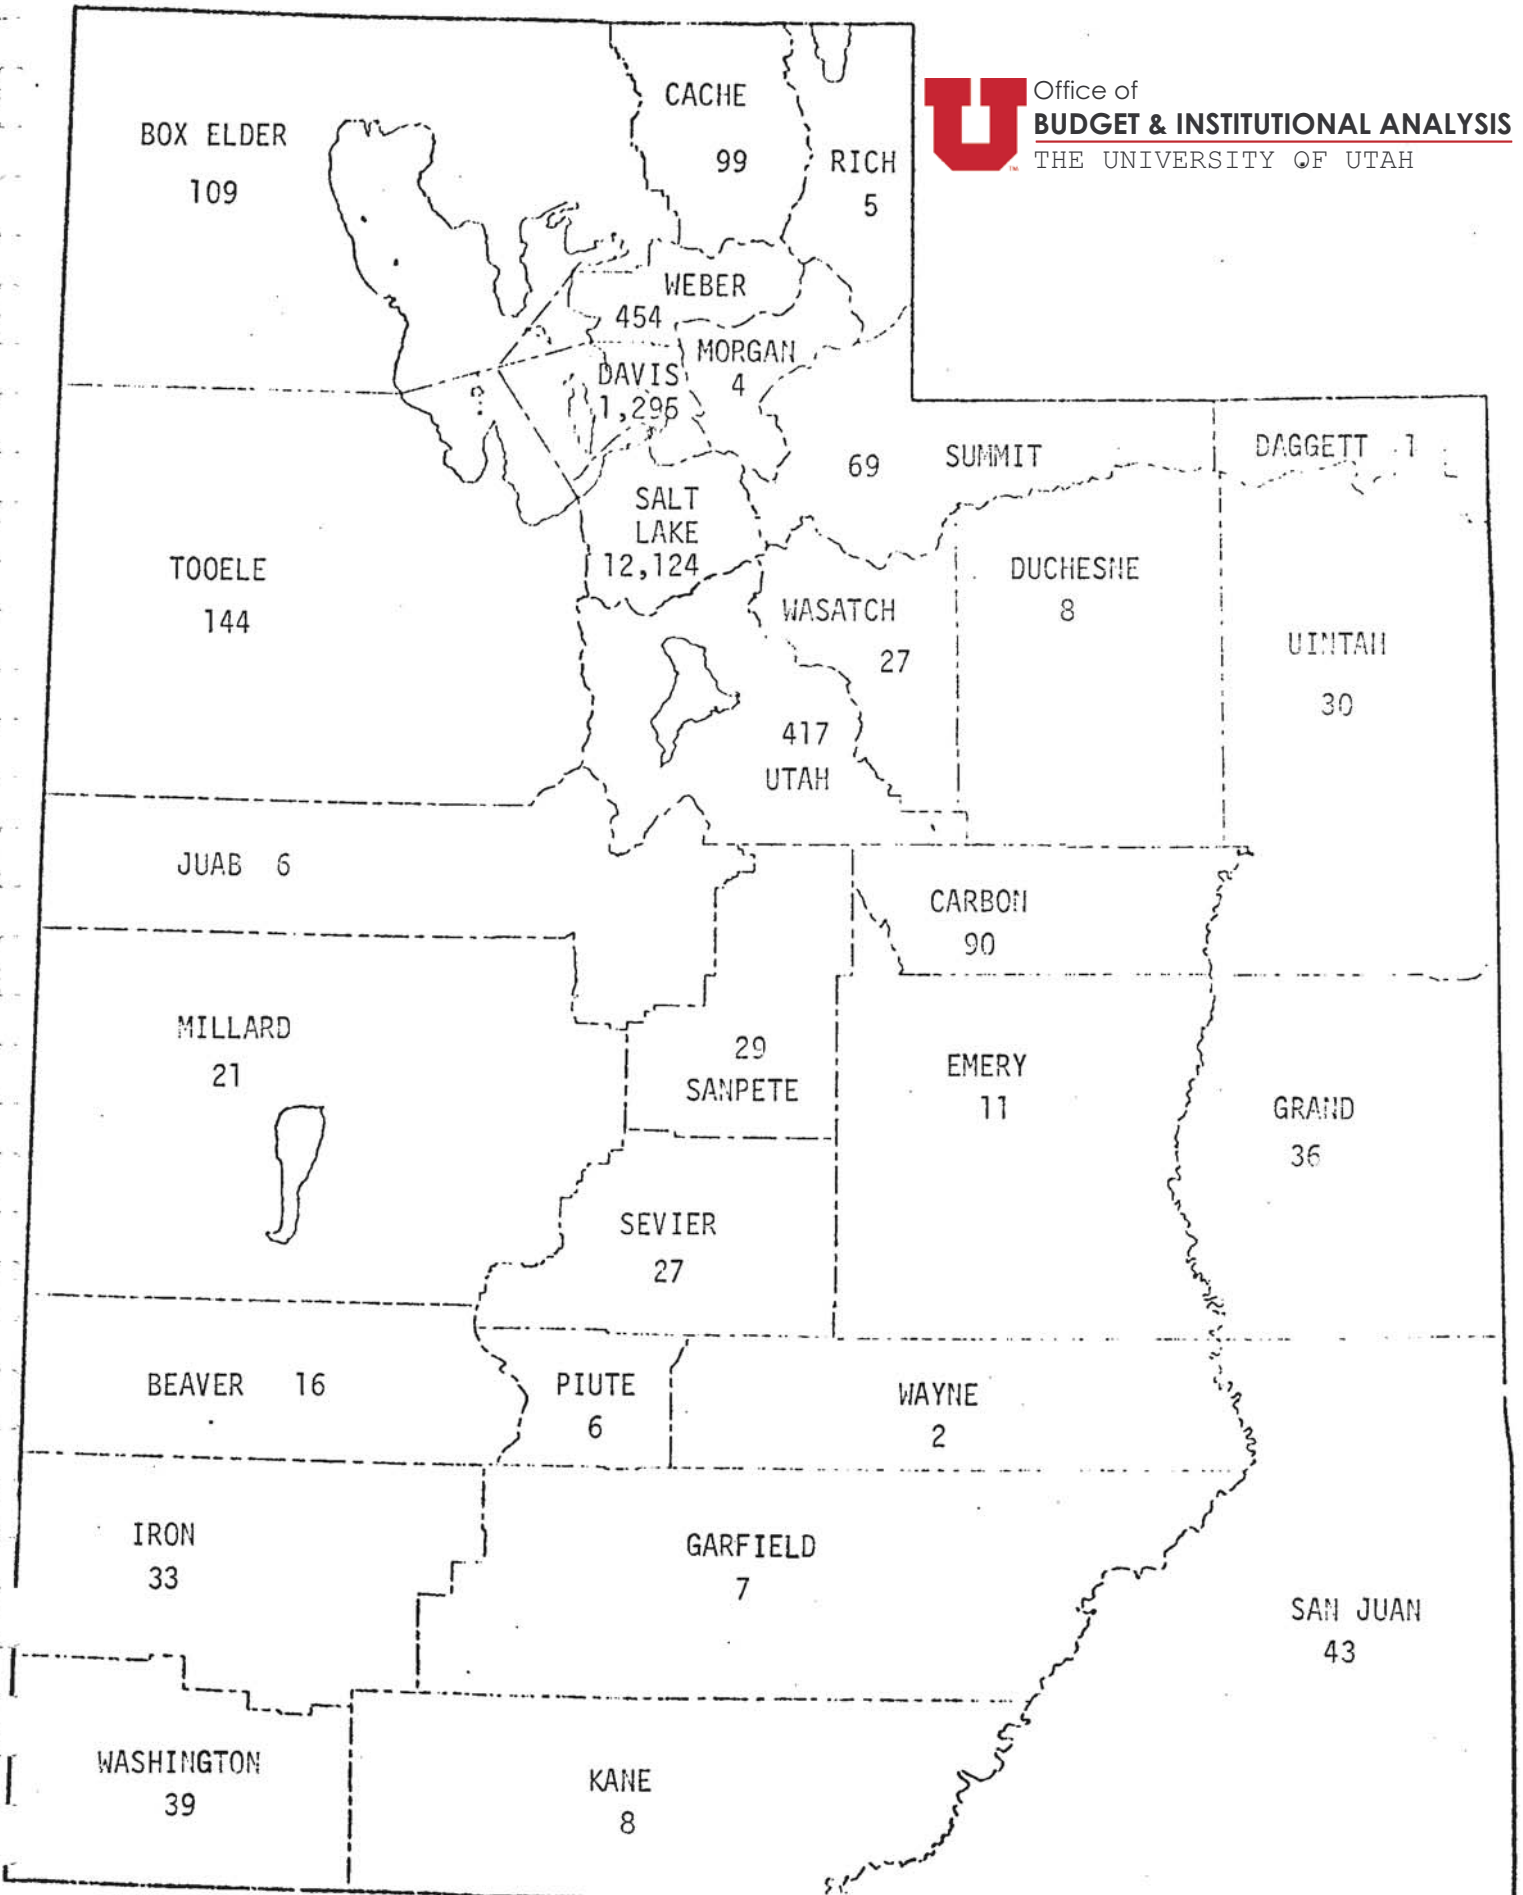 Office of
BUDGET & INSTITUTIONAL ANALYSIS
THE UNIVERSITY OF UTAH
BOX ELDER
109
CACHE
99
RICH
5
WEBER
454
MORGAN
4
DAVIS
1,296
69 SUMMIT
DAGGETT 1
SALT
LAKE
12,124
TOOELE
144
WASATCH
27
DUCHESNE
8
UINTAH
30
417
UTAH
JUAB 6
CARBON
90
MILLARD
21
29
SANPETE
EMERY
11
GRAND
36
SEVIER
27
BEAVER 16
PIUTE
6
WAYNE
2
IRON
33
GARFIELD
7
SAN JUAN
43
WASHINGTON
39
KANE
8